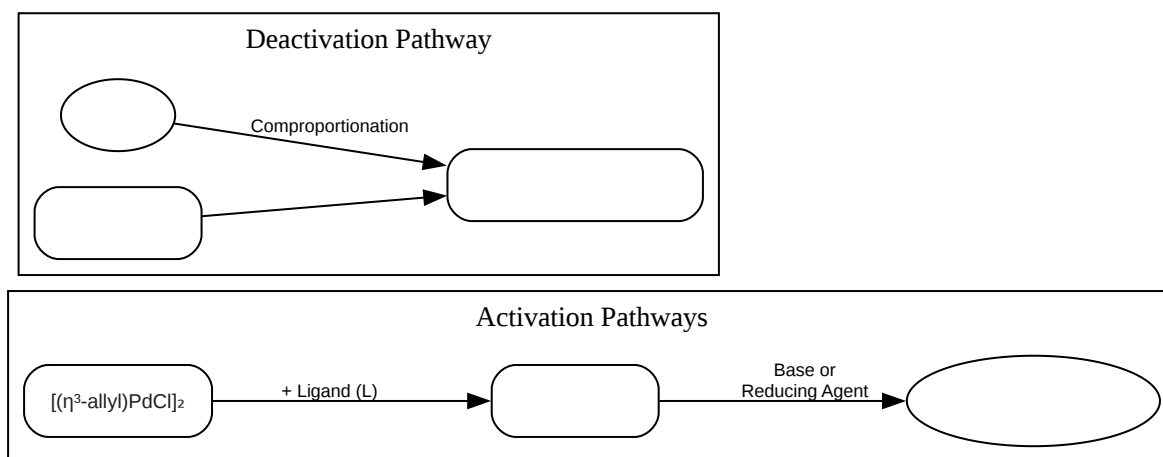 Deactivation Pathway
Comproportionation
Activation Pathways
[(η³-allyl)PdCl]₂
+ Ligand (L)
Base or
Reducing Agent